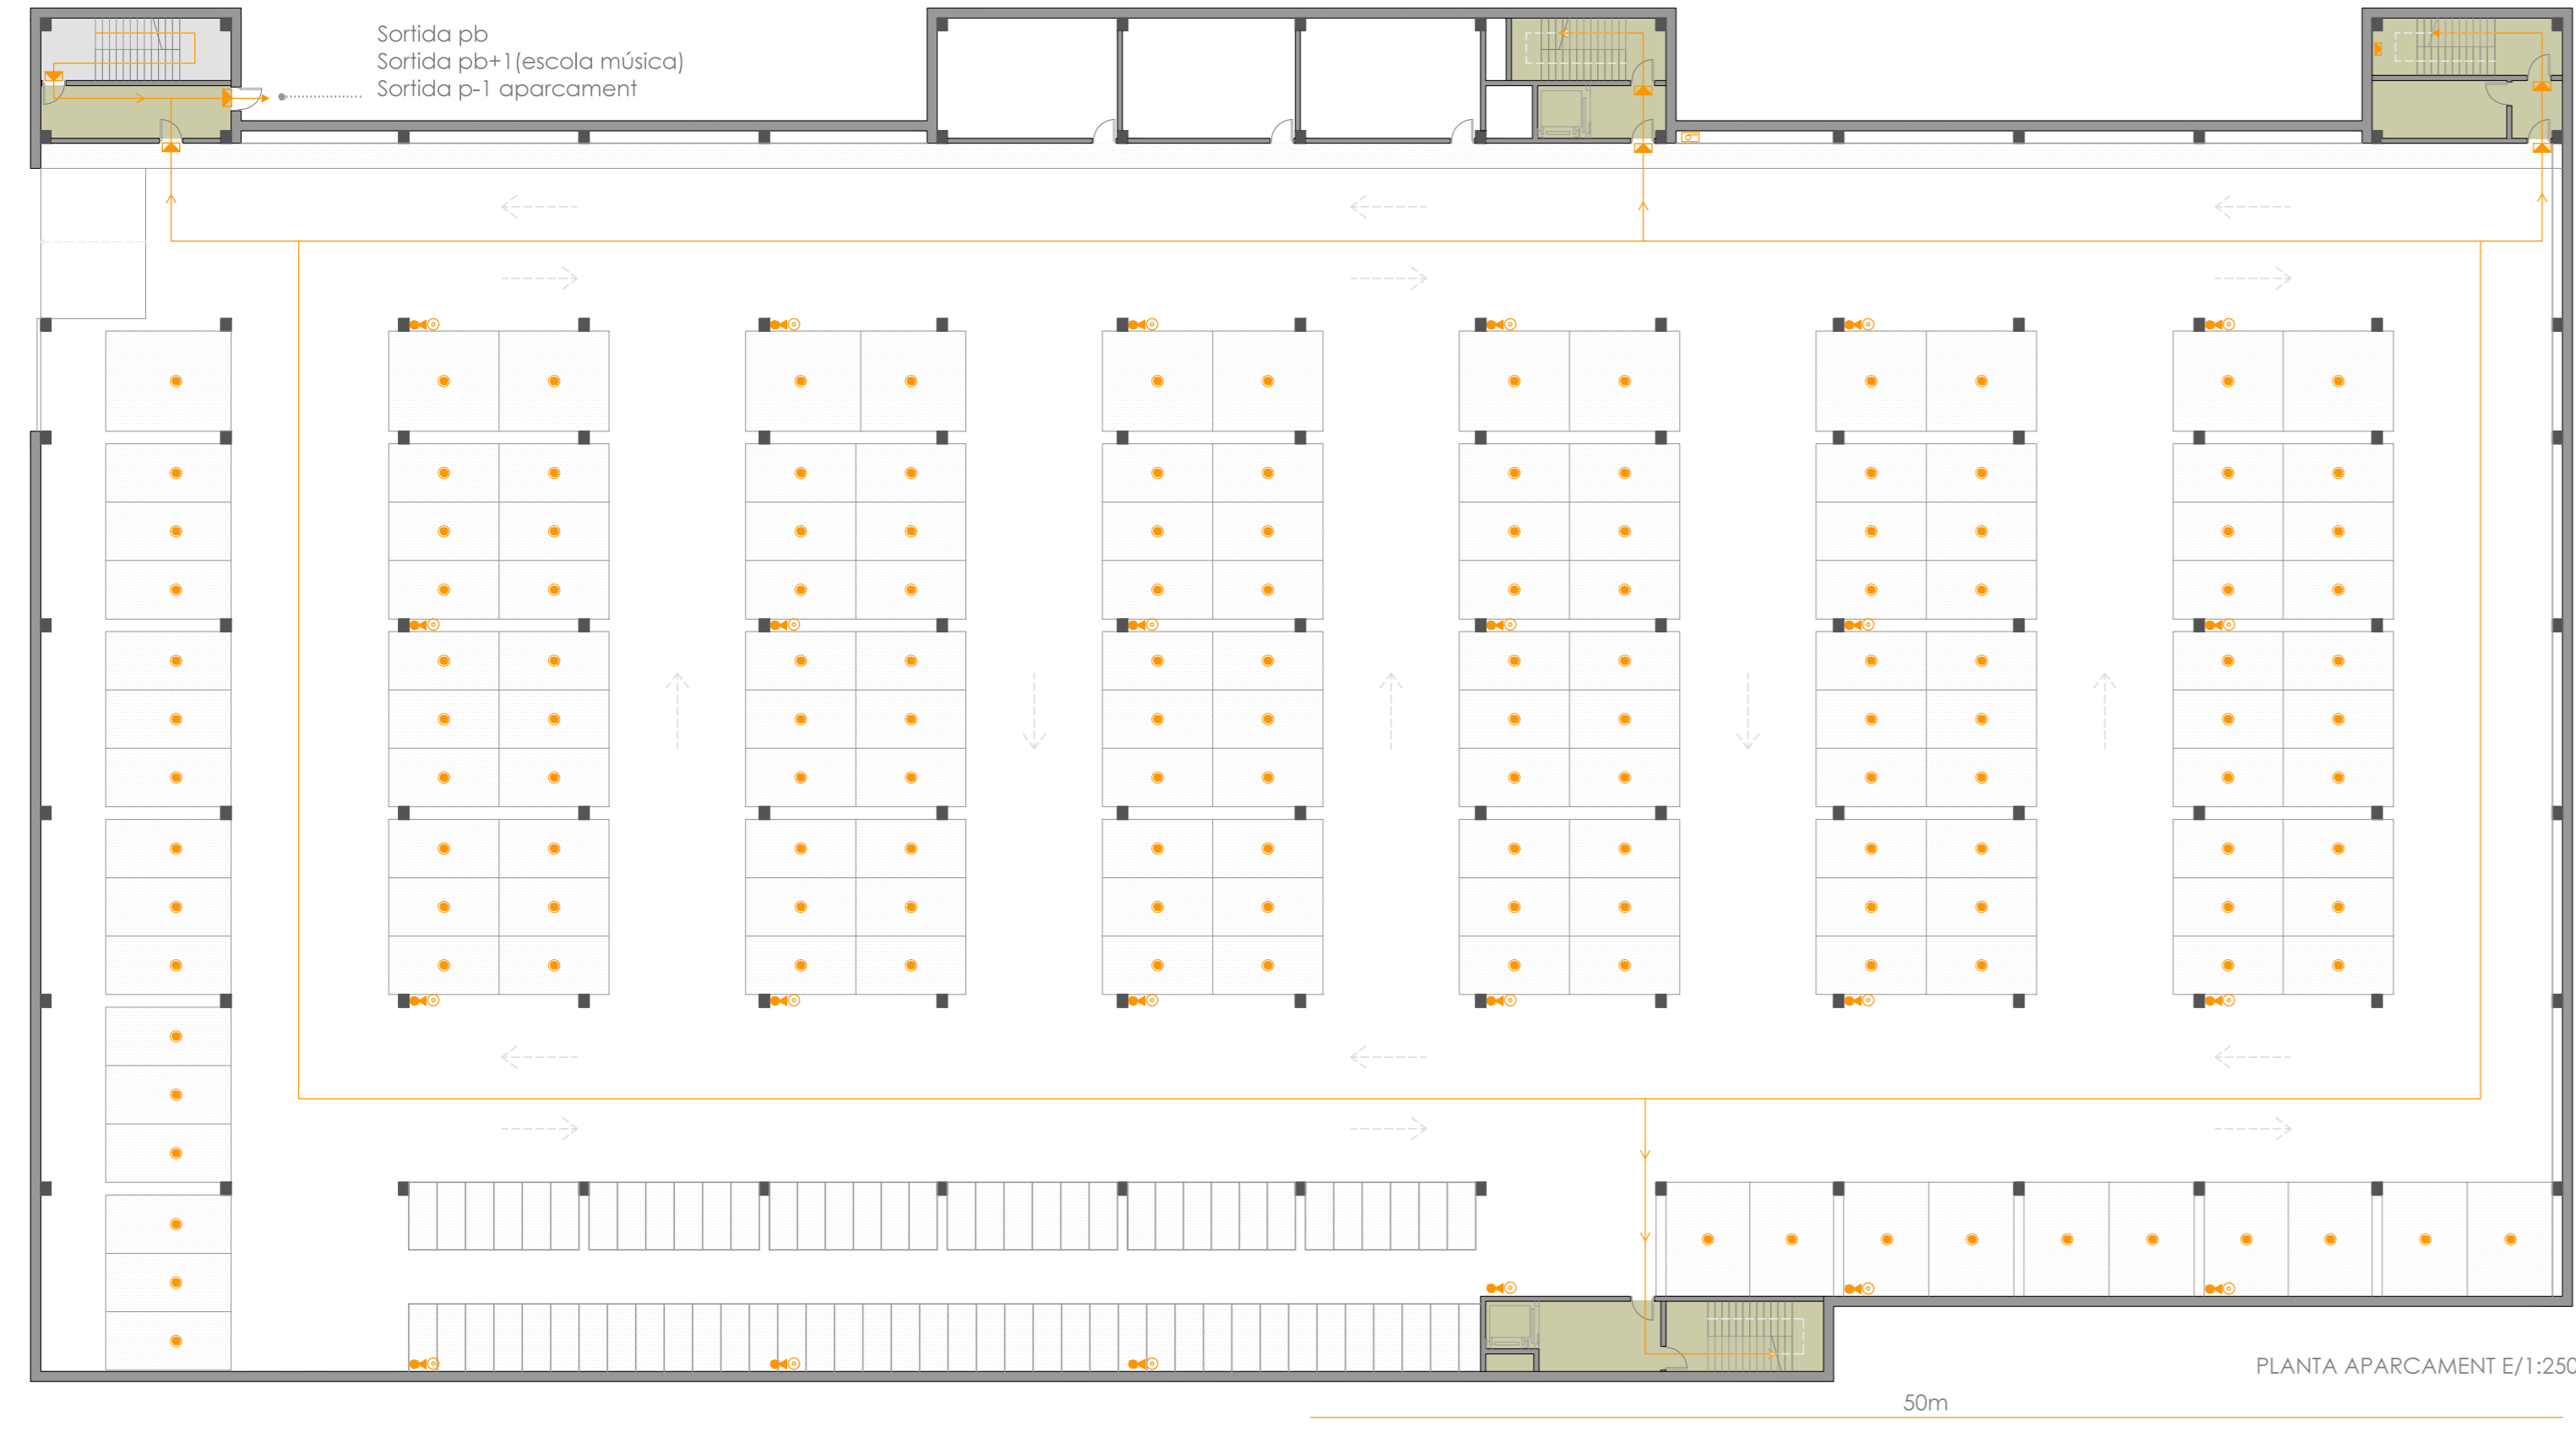 Sortida pb
Sortida pb+1(escola música)
Sortida p-1 aparcament
PLANTA APARCAMENT E/1:250
50m